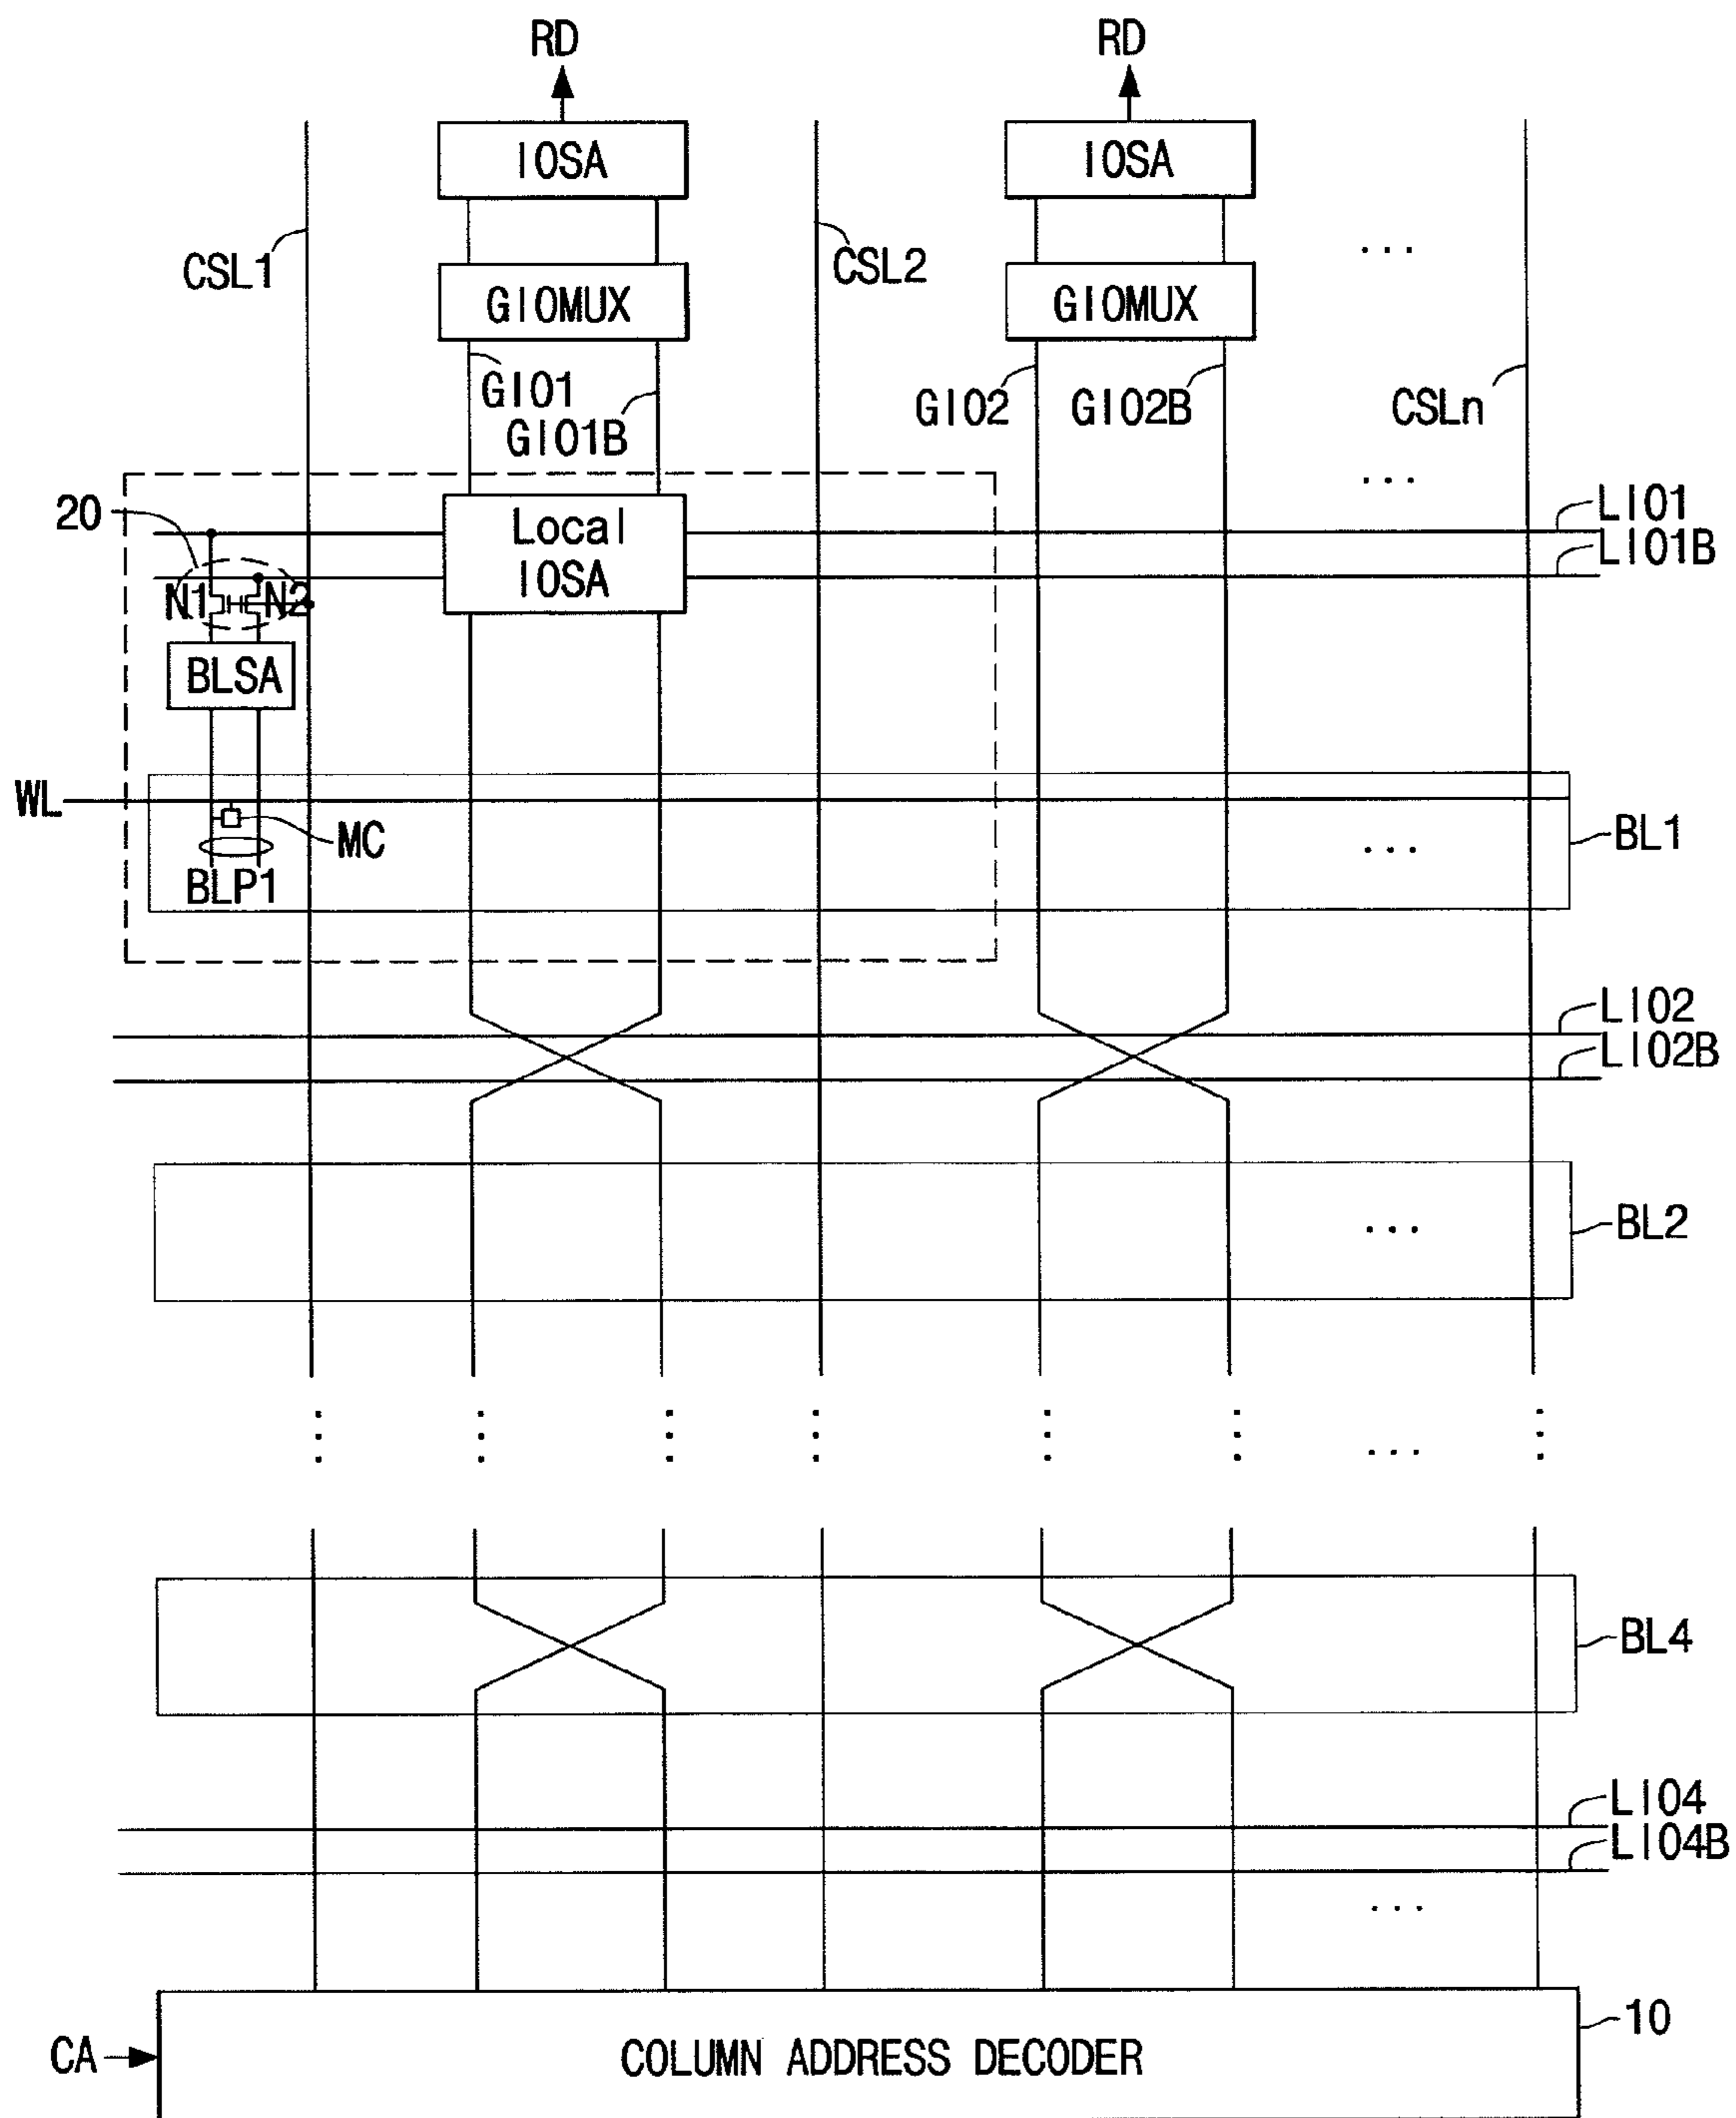 RD
RD
IOSA
IOSA
CSL1
CSL2
...
GIOMUX
GIOMUX
GIO1
GIO1B
GIO2
GIO2B
CSLn
...
20
Local
IOSA
LIO1
LIO1B
N1
N2
BLSA
WL
MC
BLP1
...
BL1
LIO2
LIO2B
...
BL2
...
BL4
LIO4
LIO4B
...
10
CA
COLUMN ADDRESS DECODER